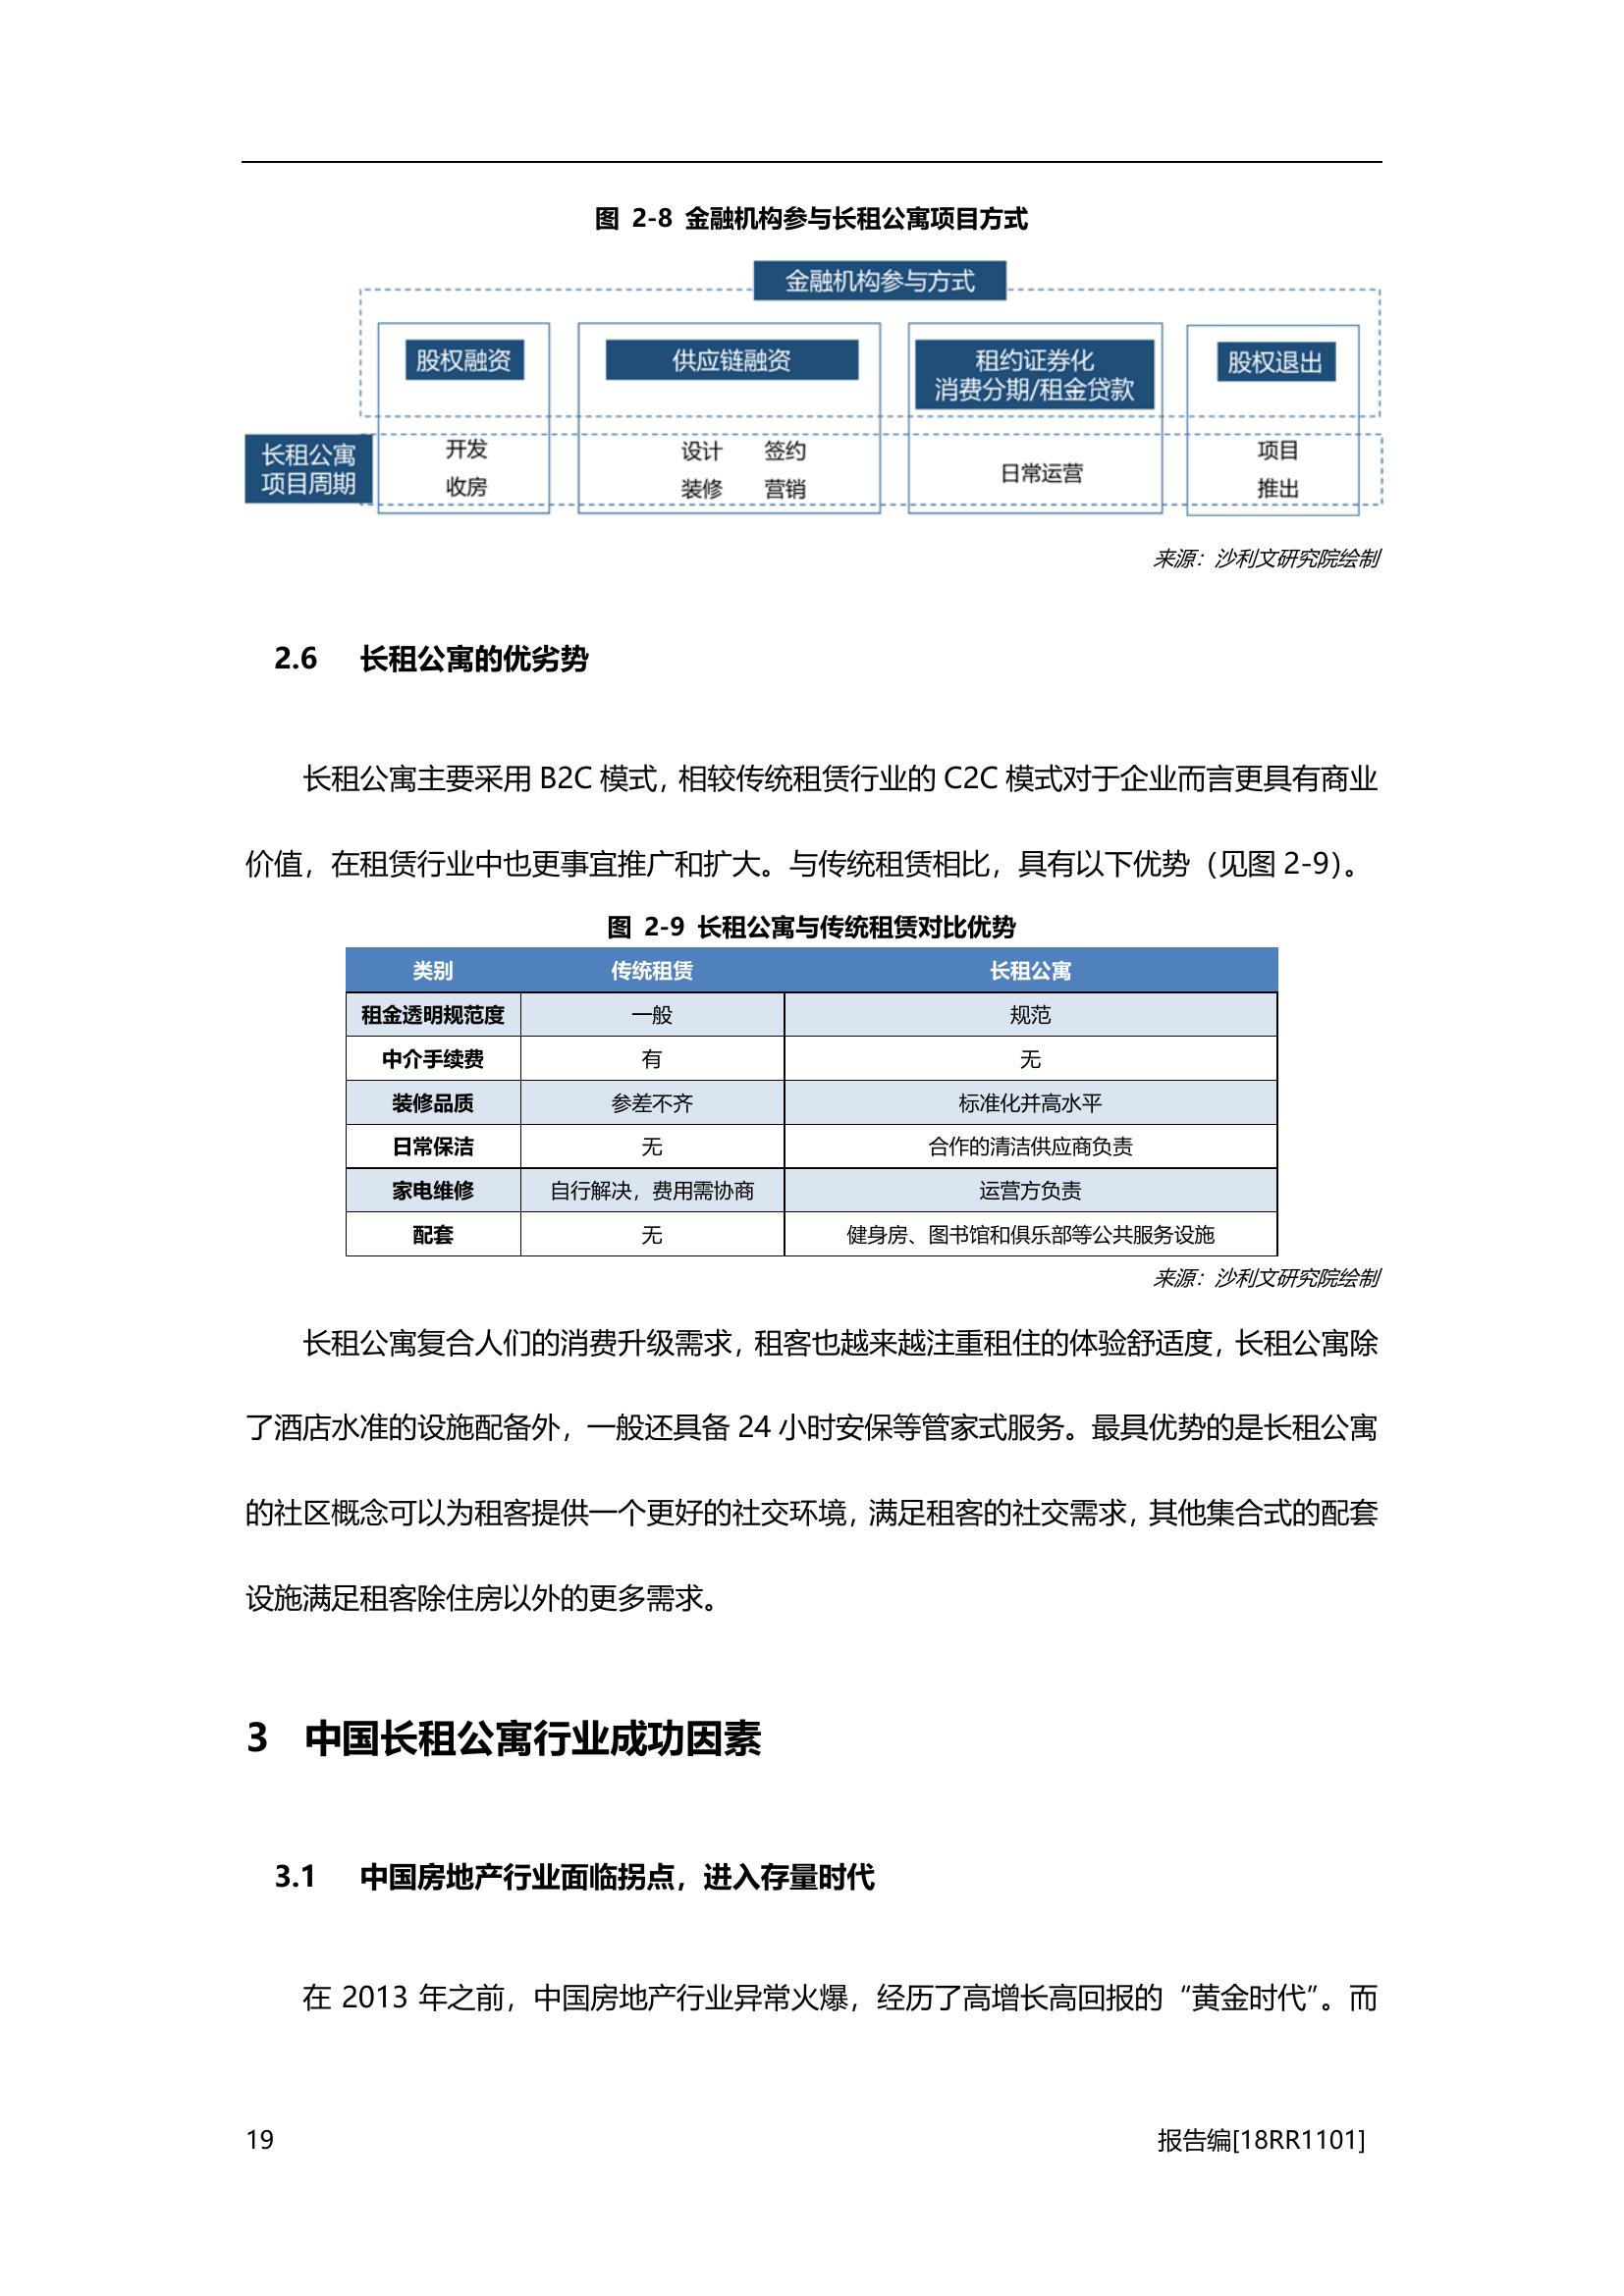 图 2-8 金融机构参与长租公寓项目方式
金融机构参与方式
股权融资
供应链融资
租约证券化
消费分期/租金贷款
股权退出
长租公寓
项目周期
开发
收房
设计 签约
装修 营销
日常运营
项目
推出
来源：沙利文研究院绘制
2.6 长租公寓的优劣势
长租公寓主要采用 B2C 模式，相较传统租赁行业的 C2C 模式对于企业而言更具有商业
价值，在租赁行业中也更事宜推广和扩大。与传统租赁相比，具有以下优势（见图 2-9）。
图 2-9 长租公寓与传统租赁对比优势
类别 传统租赁 长租公寓
租金透明规范度 一般 规范
中介手续费 有 无
装修品质 参差不齐 标准化并高水平
日常保洁 无 合作的清洁供应商负责
家电维修 自行解决，费用需协商 运营方负责
配套 无 健身房、图书馆和俱乐部等公共服务设施
来源：沙利文研究院绘制
长租公寓复合人们的消费升级需求，租客也越来越注重租住的体验舒适度，长租公寓除
了酒店水准的设施配备外，一般还具备 24 小时安保等管家式服务。最具优势的是长租公寓
的社区概念可以为租客提供一个更好的社交环境，满足租客的社交需求，其他集合式的配套
设施满足租客除住房以外的更多需求。
3 中国长租公寓行业成功因素
3.1 中国房地产行业面临拐点，进入存量时代
在 2013 年之前，中国房地产行业异常火爆，经历了高增长高回报的“黄金时代”。而
19 报告编[18RR1101]